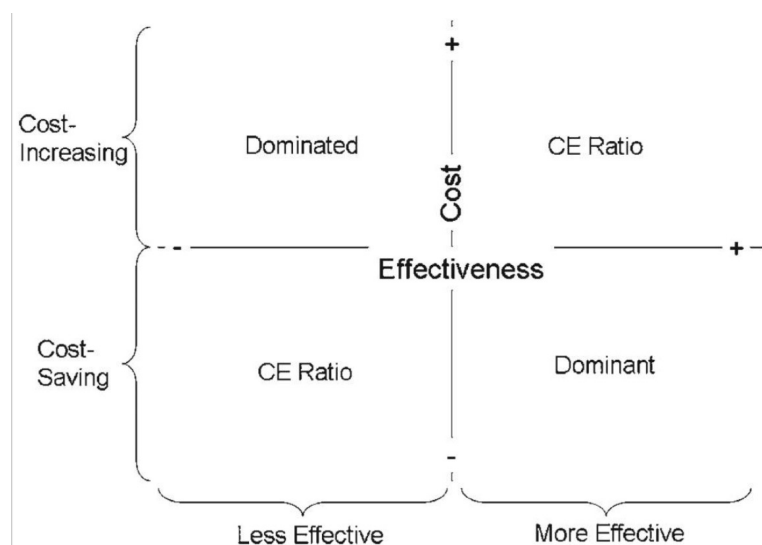 +
Cost-
Increasing
Dominated
CE Ratio
Cost
-
+
Effectiveness
Cost-
Saving
CE Ratio
Dominant
-
Less Effective
More Effective